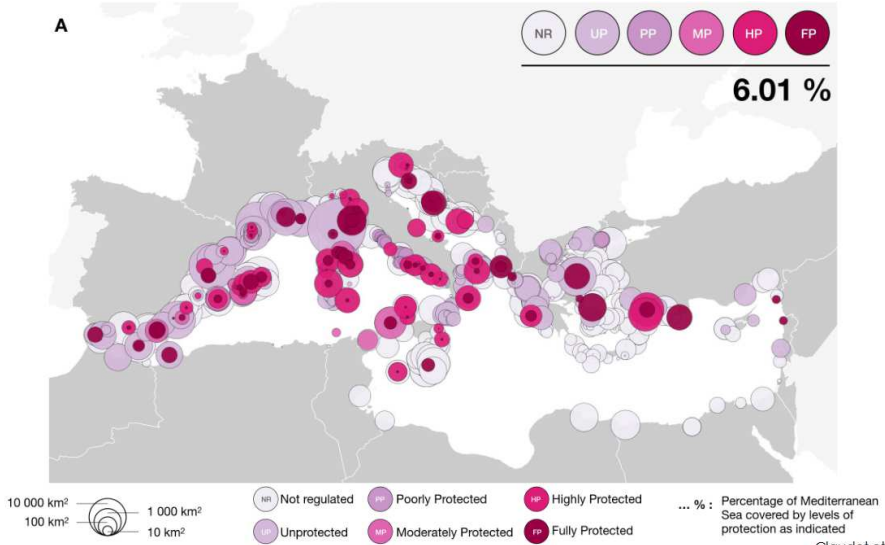 A
NR UP PP MP HP FP
6.01 %
10 000 km²
1 000 km²
100 km²
10 km²
NR Not regulated
PP Poorly Protected
HP Highly Protected
UP Unprotected
MP Moderately Protected
FP Fully Protected
... % : Percentage of Mediterranean
Sea covered by levels of
protection as indicated